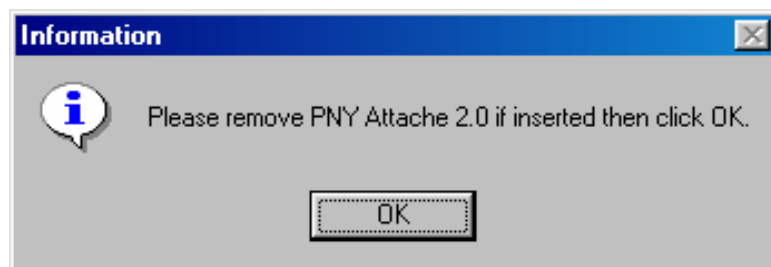 Information
Please remove PNY Attache 2.0 if inserted then click OK.
OK